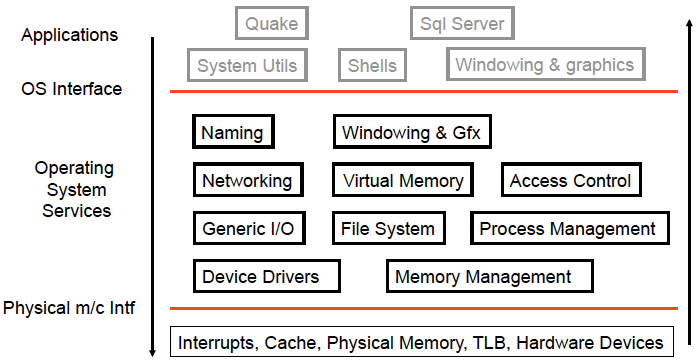 Quake Sql Server
Applications
System Utils Shells Windowing & graphics
OS Interface
Naming Windowing & Gfx
Operating
System
Services
Networking Virtual Memory Access Control
Generic I/O File System Process Management
Device Drivers Memory Management
Physical m/c Intf
Interrupts, Cache, Physical Memory, TLB, Hardware Devices